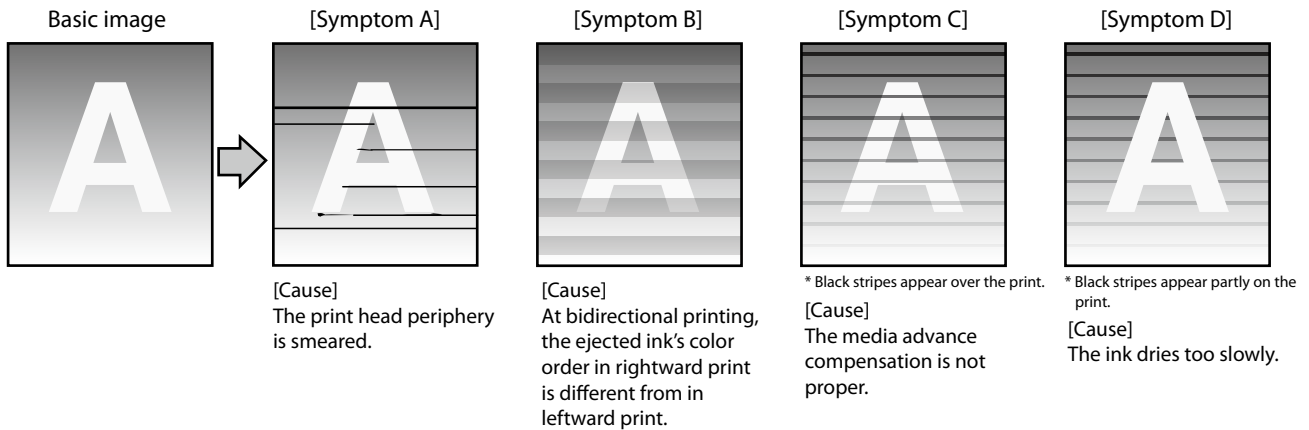 Basic image
[Symptom A]
[Symptom B]
[Symptom C]
[Symptom D]
A
A
A
A
A
[Cause]
The print head periphery
is smeared.
[Cause]
At bidirectional printing,
the ejected ink's color
order in rightward print
is different from in
leftward print.
* Black stripes appear over the print.
[Cause]
The media advance
compensation is not
proper.
* Black stripes appear partly on the
print.
[Cause]
The ink dries too slowly.